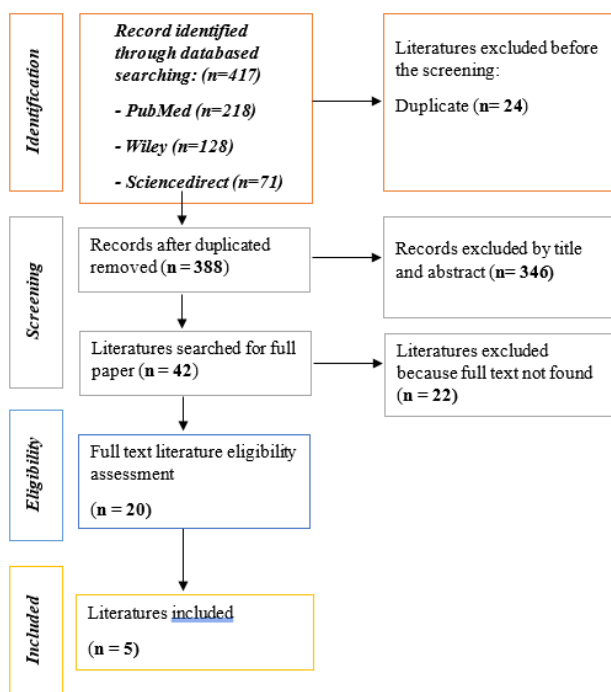 Identification
Record identified
through databased
searching: (n=417)
- PubMed (n=218)
- Wiley (n=128)
- Sciencedirect (n=71)
Literatures excluded before
the screening:
Duplicate (n= 24)
Screening
Records after duplicated
removed (n = 388)
Records excluded by title
and abstract (n= 346)
Literatures searched for full
paper (n = 42)
Literatures excluded
because full text not found
(n = 22)
Eligibility
Full text literature eligibility
assessment
(n = 20)
Included
Literatures included
(n = 5)